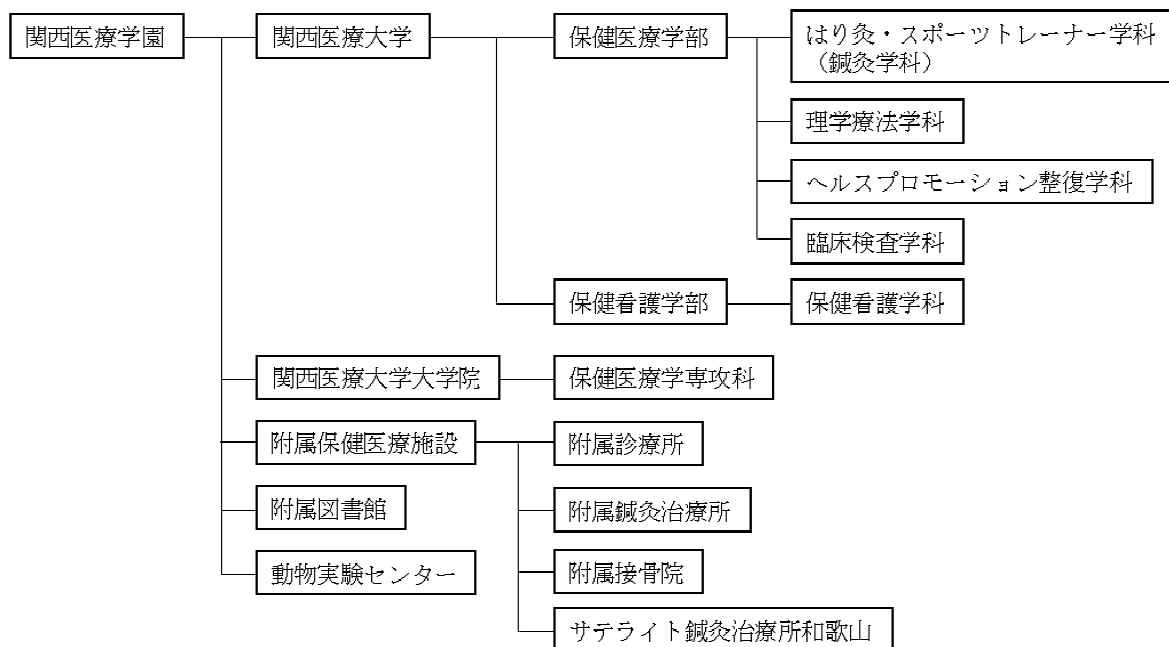 関西医療学園
関西医療大学
保健医療学部
はり灸・スポーツトレーナー学科
（鍼灸学科）
理学療法学科
ヘルスプロモーション整復学科
臨床検査学科
保健看護学部
保健看護学科
関西医療大学大学院
保健医療学専攻科
附属保健医療施設
附属診療所
附属鍼灸治療所
附属接骨院
サテライト鍼灸治療所和歌山
附属図書館
動物実験センター